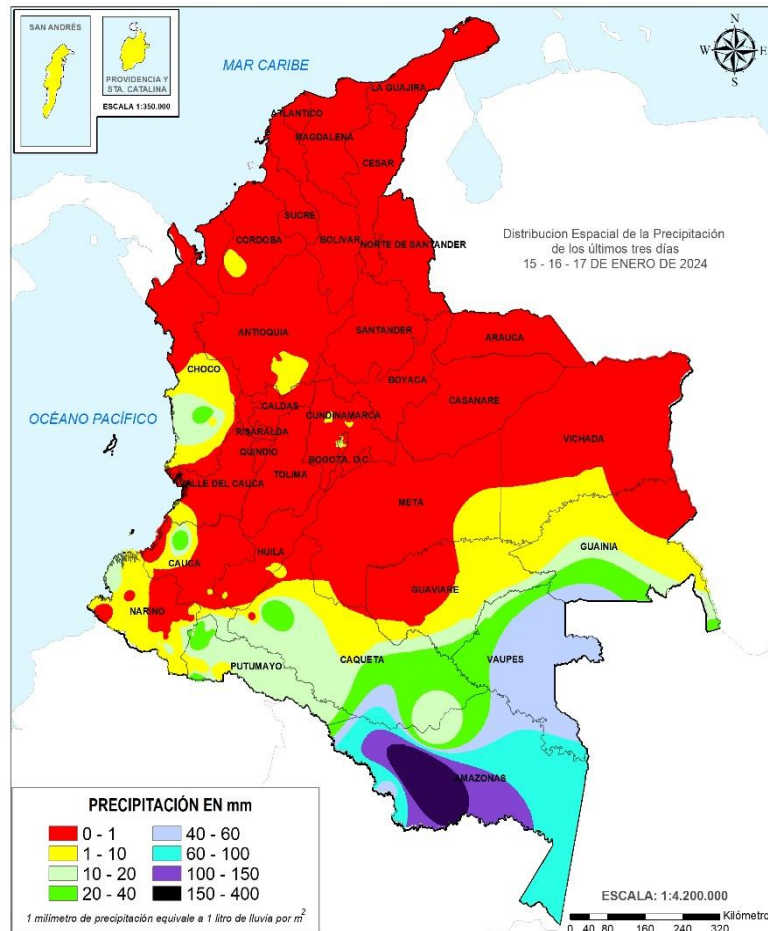 SAN ANDRÉS
PROVIDENCIA Y
STA. CATALINA
ESCALA 1:350.000
MAR CARIBE
N
W E
S
LA GUAJIRA
ATLANTICO
MAGDALENA
CESAR
SUCRE
CORDOBA
BOLIVAR
NORTE DE SANTANDER
Distribucion Espacial de la Precipitación
de los últimos tres días
15 - 16 - 17 DE ENERO DE 2024
ANTIOQUIA
SANTANDER
ARAUCA
CHOCO
BOYACA
CASANARE
OCÉANO PACÍFICO
CALDAS
CUNDINAMARCA
RISARALDA
VICHADA
QUINDIO
BOGOTA, D.C.
TOLIMA
VALLE DEL CAUCA
META
HUILA
CAUCA
GUAINIA
GUAVIARE
NARIÑO
PUTUMAYO
CAQUETA
VAUPES
AMAZONAS
PRECIPITACIÓN EN mm
0 - 1
1 - 10
10 - 20
20 - 40
40 - 60
60 - 100
100 - 150
150 - 400
1 milimetro de precipitación equivale a 1 litro de lluvia por m²
ESCALA: 1:4.200.000
Kilómetro
0 40 80 160 240 320